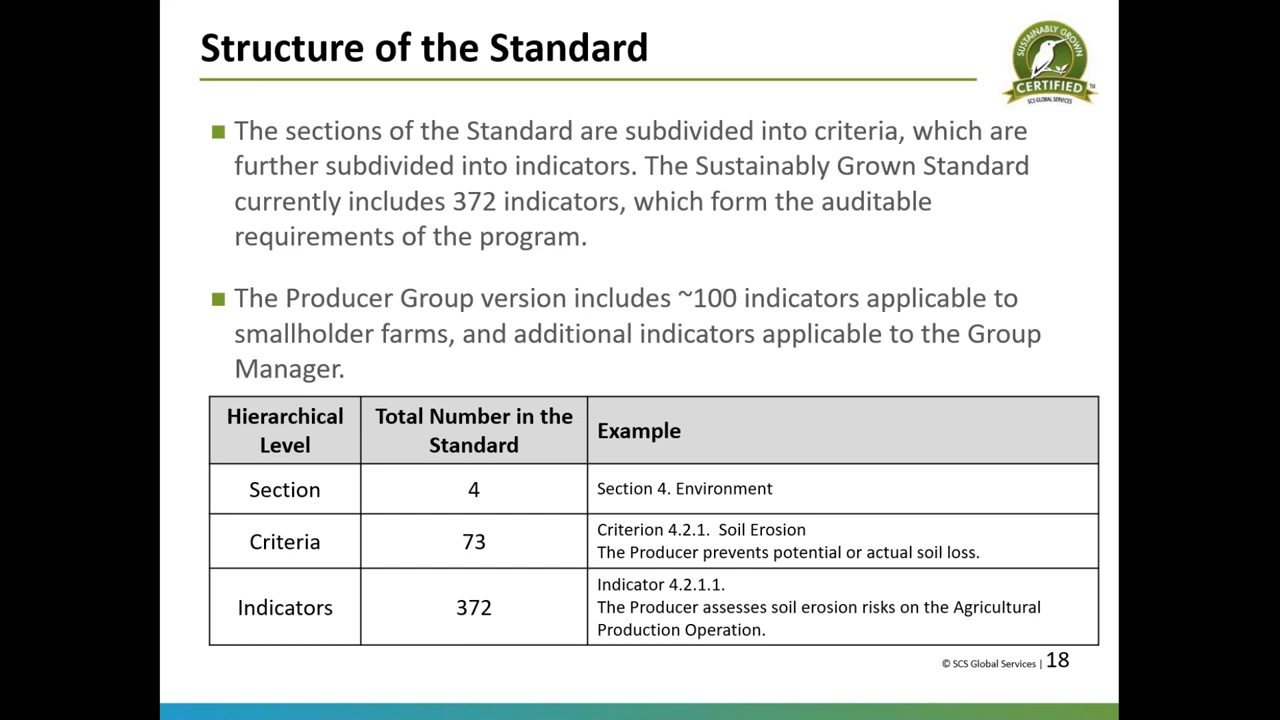 Structure of the Standard
SUSTAINABLY GROWN
CERTIFIED
SCS GLOBAL SERVICES
TM
■ The sections of the Standard are subdivided into criteria, which are
further subdivided into indicators. The Sustainably Grown Standard
currently includes 372 indicators, which form the auditable
requirements of the program.
■ The Producer Group version includes ~100 indicators applicable to
smallholder farms, and additional indicators applicable to the Group
Manager.
Hierarchical
Level
Total Number in the
Standard
Example
Section
4
Section 4. Environment
Criteria
73
Criterion 4.2.1. Soil Erosion
The Producer prevents potential or actual soil loss.
Indicators
372
Indicator 4.2.1.1.
The Producer assesses soil erosion risks on the Agricultural
Production Operation.
© SCS Global Services | 18